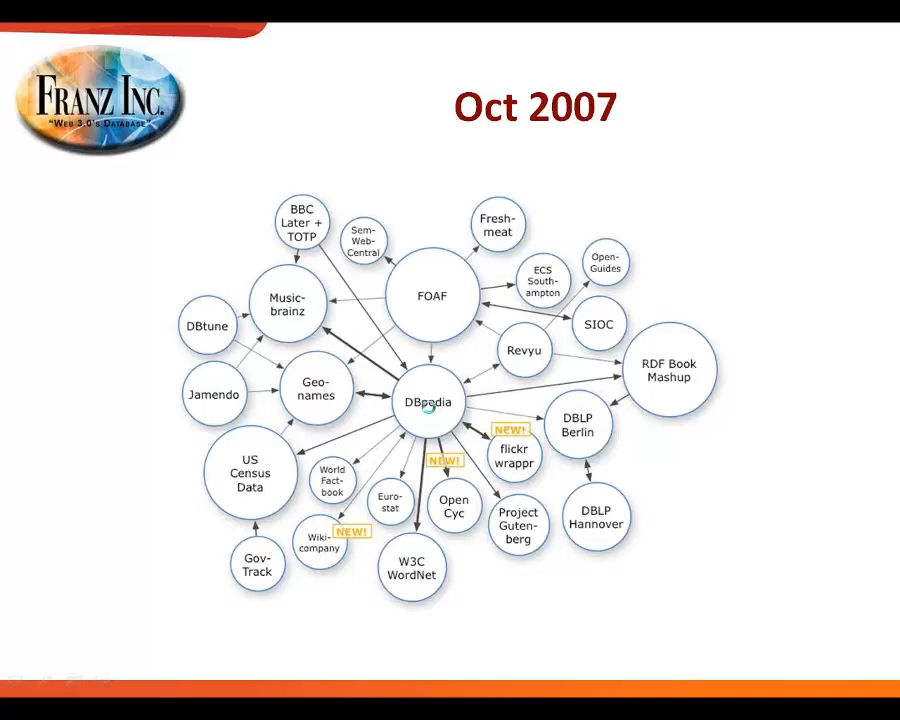 FRANZ INC.
"WEB 3.0'S DATABASE"
Oct 2007
BBC
Later +
TOTP
Sem-
Web-
Central
Fresh-
meat
FOAF
ECS
South-
ampton
Open-
Guides
Music-
brainz
DBtune
SIOC
Revyu
RDF Book
Mashup
Jamendo
Geo-
names
DBpedia
DBLP
Berlin
NEW!
flickr
wrappr
US
Census
Data
World
Fact-
book
NEW!
Euro-
stat
Open
Cyc
Project
Guten-
berg
DBLP
Hannover
NEW!
Wiki-
company
Gov-
Track
W3C
WordNet